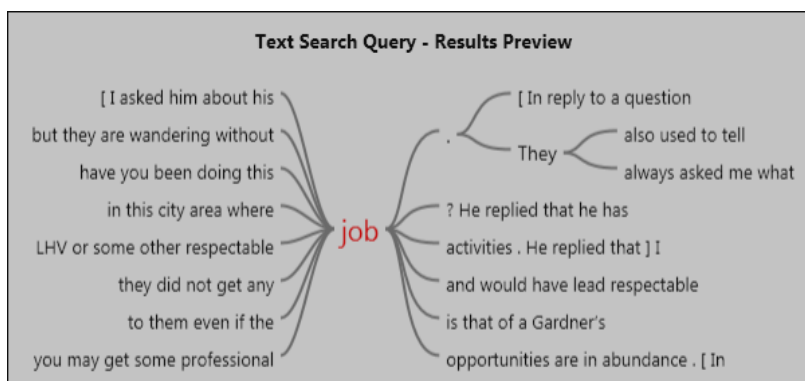 Text Search Query - Results Preview
[ I asked him about his
but they are wandering without
have you been doing this
in this city area where
LHV or some other respectable
they did not get any
to them even if the
you may get some professional
job
.
[ In reply to a question
They
also used to tell
always asked me what
? He replied that he has
activities . He replied that ] I
and would have lead respectable
is that of a Gardner's
opportunities are in abundance . [ In